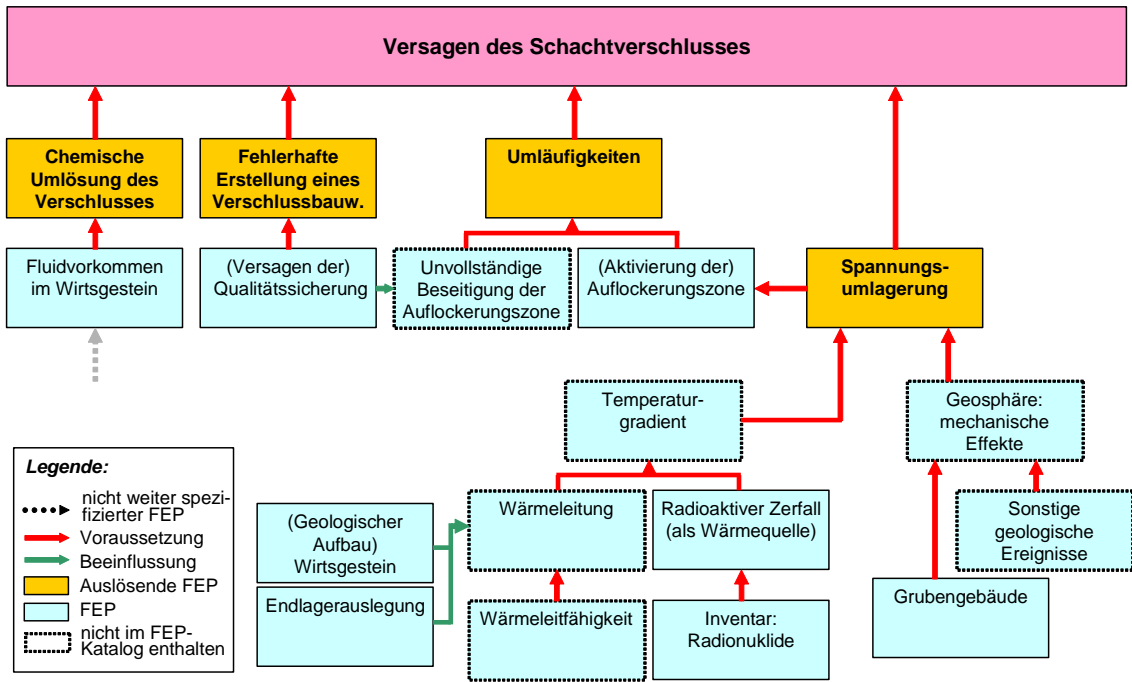 Versagen des Schachtverschlusses
Chemische
Umlösung des
Verschlusses
Fehlerhafte
Erstellung eines
Verschlussbauw.
Umläufigkeiten
Fluidvorkommen
im Wirtsgestein
(Versagen der)
Qualitätssicherung
Unvollständige
Beseitigung der
Auflockerungszone
(Aktivierung der)
Auflockerungszone
Spannungs-
umlagerung
Temperatur-
gradient
Geosphäre:
mechanische
Effekte
Legende:
nicht weiter spezi-
fizierter FEP
Voraussetzung
Beeinflussung
Auslösende FEP
FEP
nicht im FEP-
Katalog enthalten
(Geologischer
Aufbau)
Wirtsgestein
Endlagerauslegung
Wärmeleitung
Radioaktiver Zerfall
(als Wärmequelle)
Sonstige
geologische
Ereignisse
Wärmeleitfähigkeit
Inventar:
Radionuklide
Grubengebäude